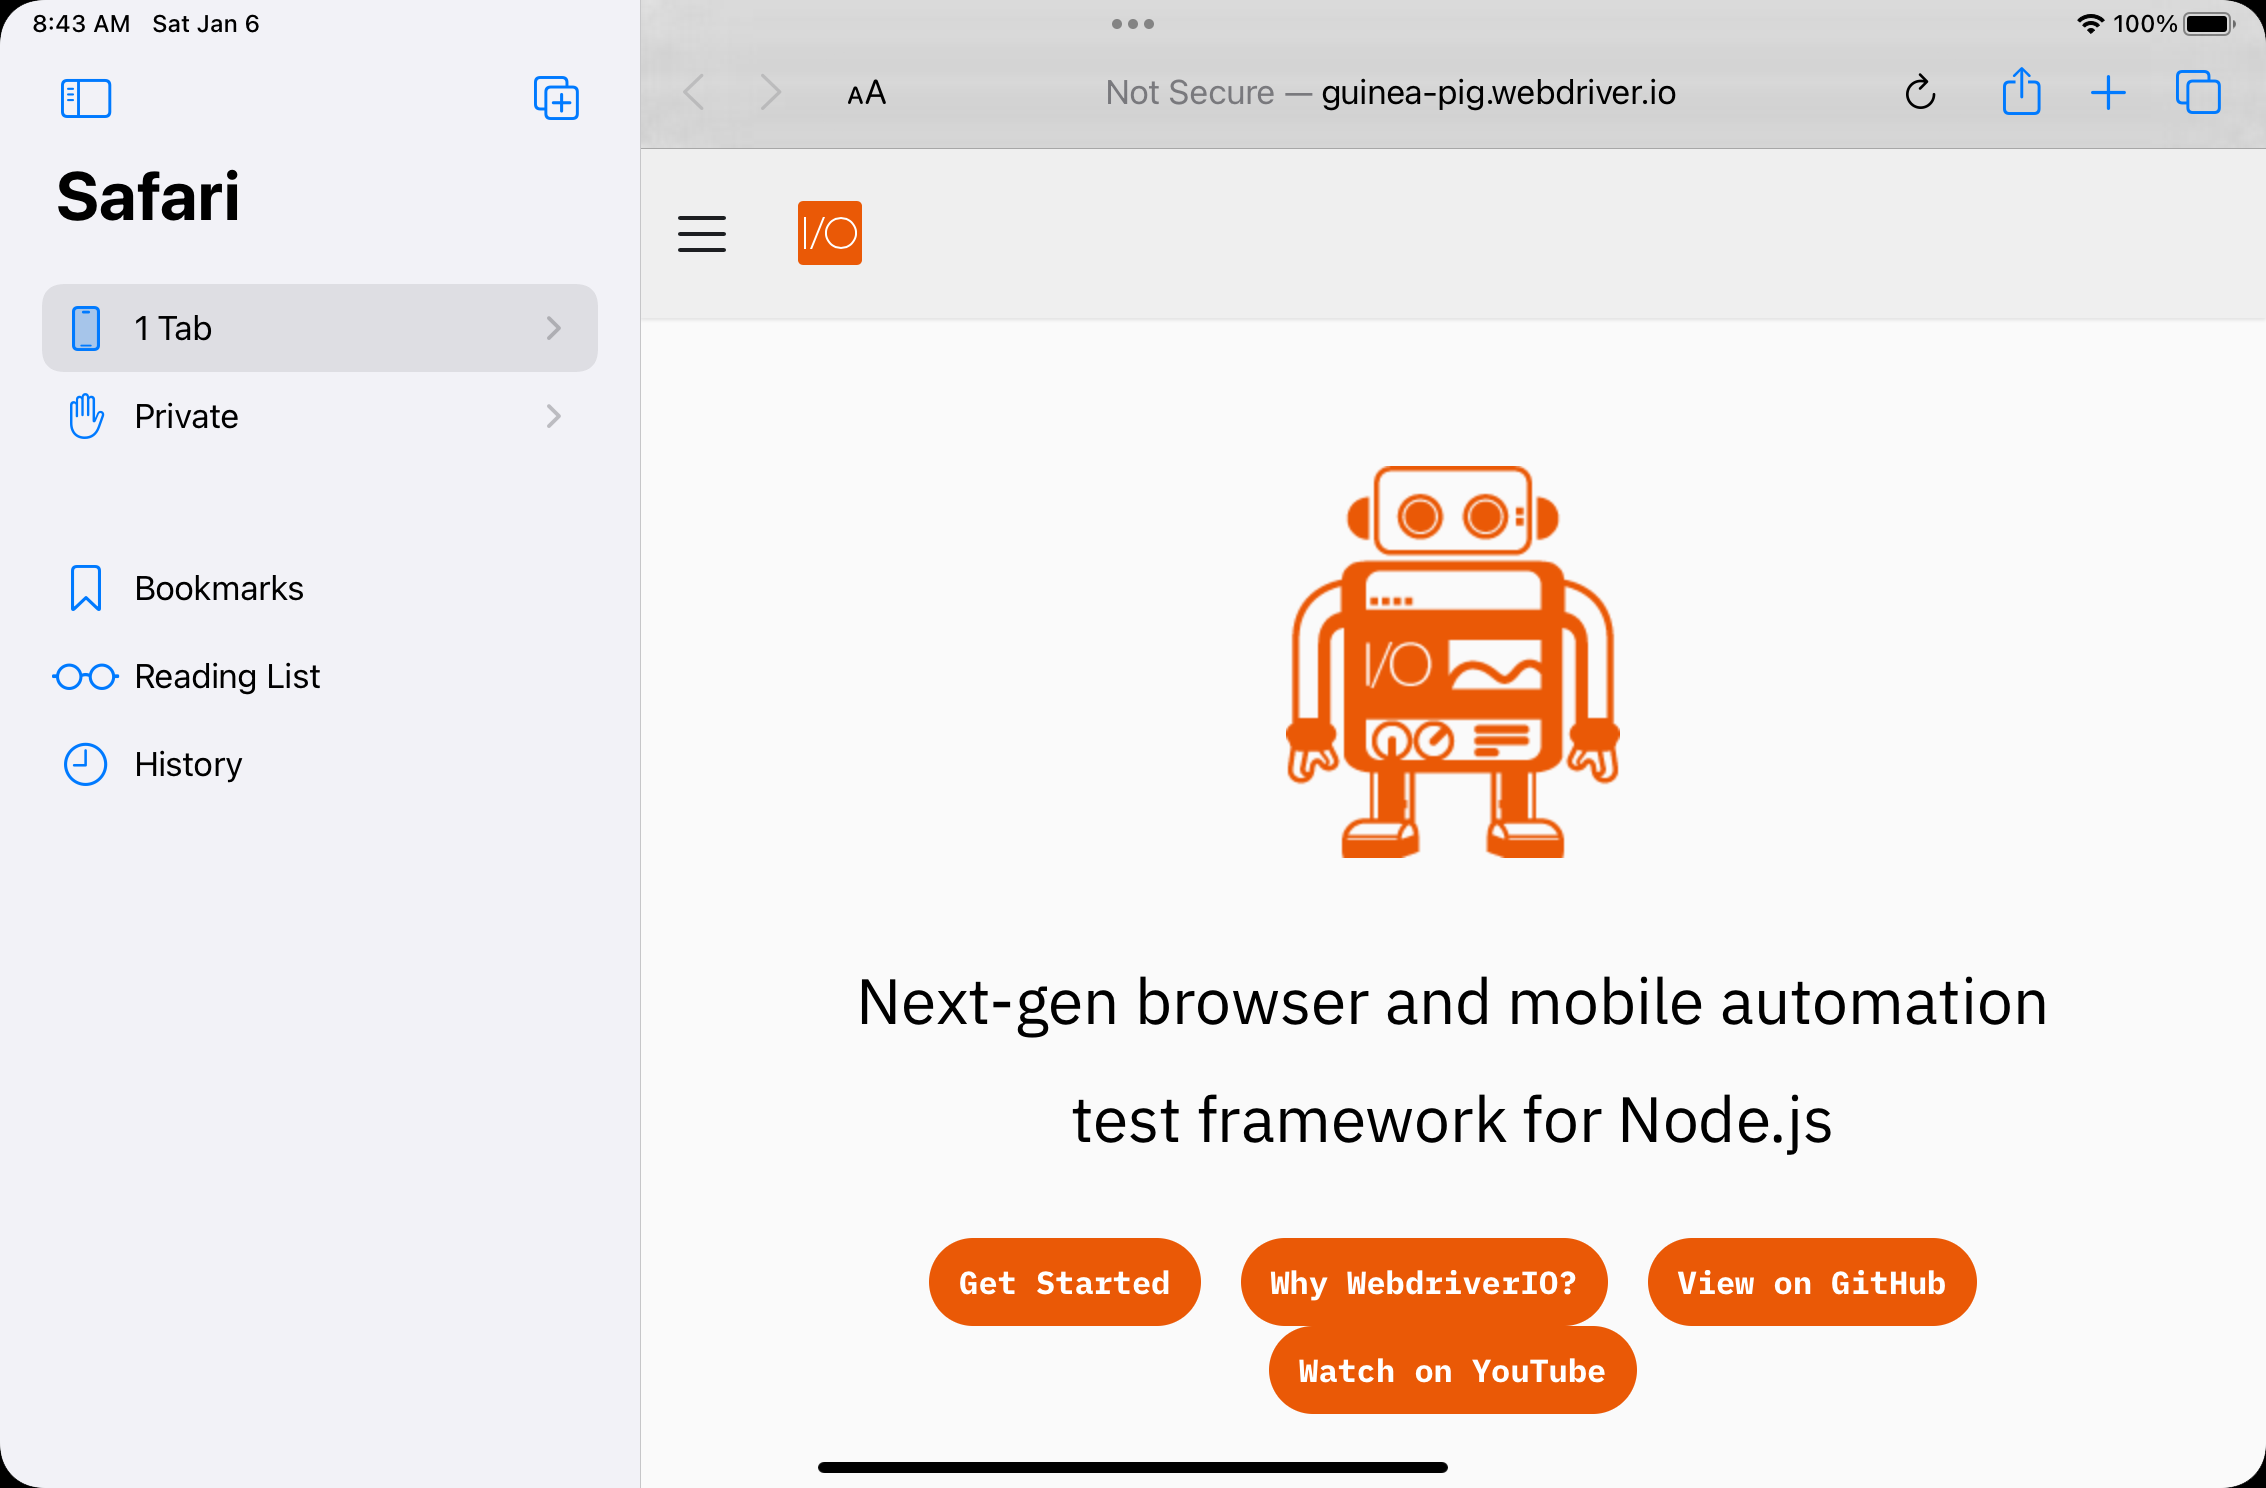 8:43 AM Sat Jan 6
100%
Safari
1 Tab
Private
Bookmarks
Reading List
History
AA
Not Secure — guinea-pig.webdriver.io
I/O
I/O
Next-gen browser and mobile automation
test framework for Node.js
Get Started
Why WebdriverIO?
View on GitHub
Watch on YouTube